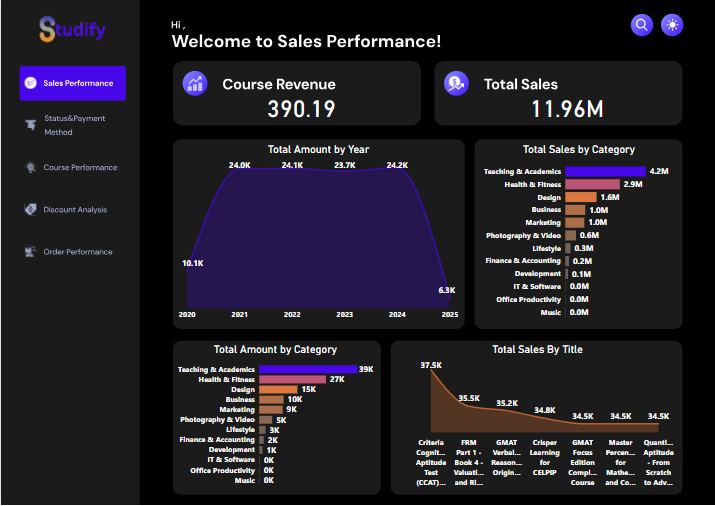 Studify
Hi ,
Welcome to Sales Performance!
Sales Performance
Status&Payment
Method
Course Performance
Discount Analysis
Order Performance
Course Revenue
390.19
Total Sales
11.96M
Total Amount by Year
24.0K 24.1K 23.7K 24.2K
10.1K
6.3K
2020 2021 2022 2023 2024 2025
Total Sales by Category
Teaching & Academics 4.2M
Health & Fitness 2.9M
Design 1.6M
Business 1.0M
Marketing 1.0M
Photography & Video 0.6M
Lifestyle 0.3M
Finance & Accounting 0.2M
Development 0.1M
IT & Software 0.0M
Office Productivity 0.0M
Music 0.0M
Total Amount by Category
Teaching & Academics 39K
Health & Fitness 27K
Design 15K
Business 10K
Marketing 9K
Photography & Video 5K
Lifestyle 3K
Finance & Accounting 2K
Development 1K
IT & Software 0K
Office Productivity 0K
Music 0K
Total Sales By Title
37.5K
35.5K
35.2K
34.8K
34.5K 34.5K 34.5K
Criteria FRM GMAT Crisper GMAT Master Quanti...
Cognit... Part 1 - Verbal... Learning Focus Percen... Aptitude
Aptitude Book 4 - Reason... for Edition for - From
Test Valuati... Origin... CELPIP Compl... Mathe... Scratch
(CCAT)... and Ri... Course and Co... to Adv...